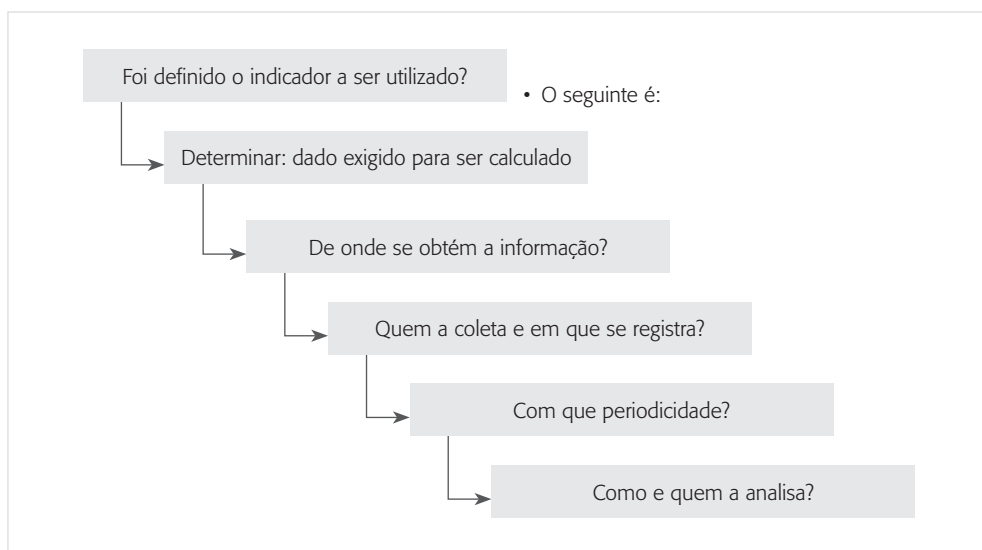 Foi definido o indicador a ser utilizado?
• O seguinte é:
Determinar: dado exigido para ser calculado
De onde se obtém a informação?
Quem a coleta e em que se registra?
Com que periodicidade?
Como e quem a analisa?